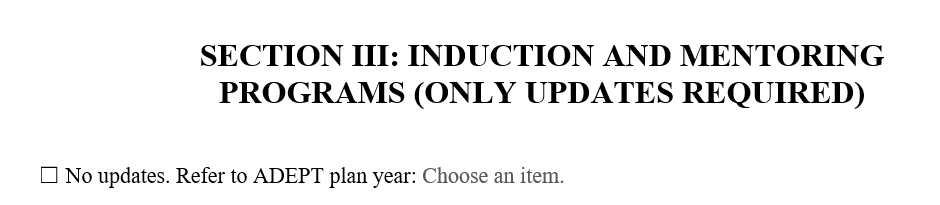 SECTION III: INDUCTION AND MENTORING
PROGRAMS (ONLY UPDATES REQUIRED)
☐ No updates. Refer to ADEPT plan year: Choose an item.